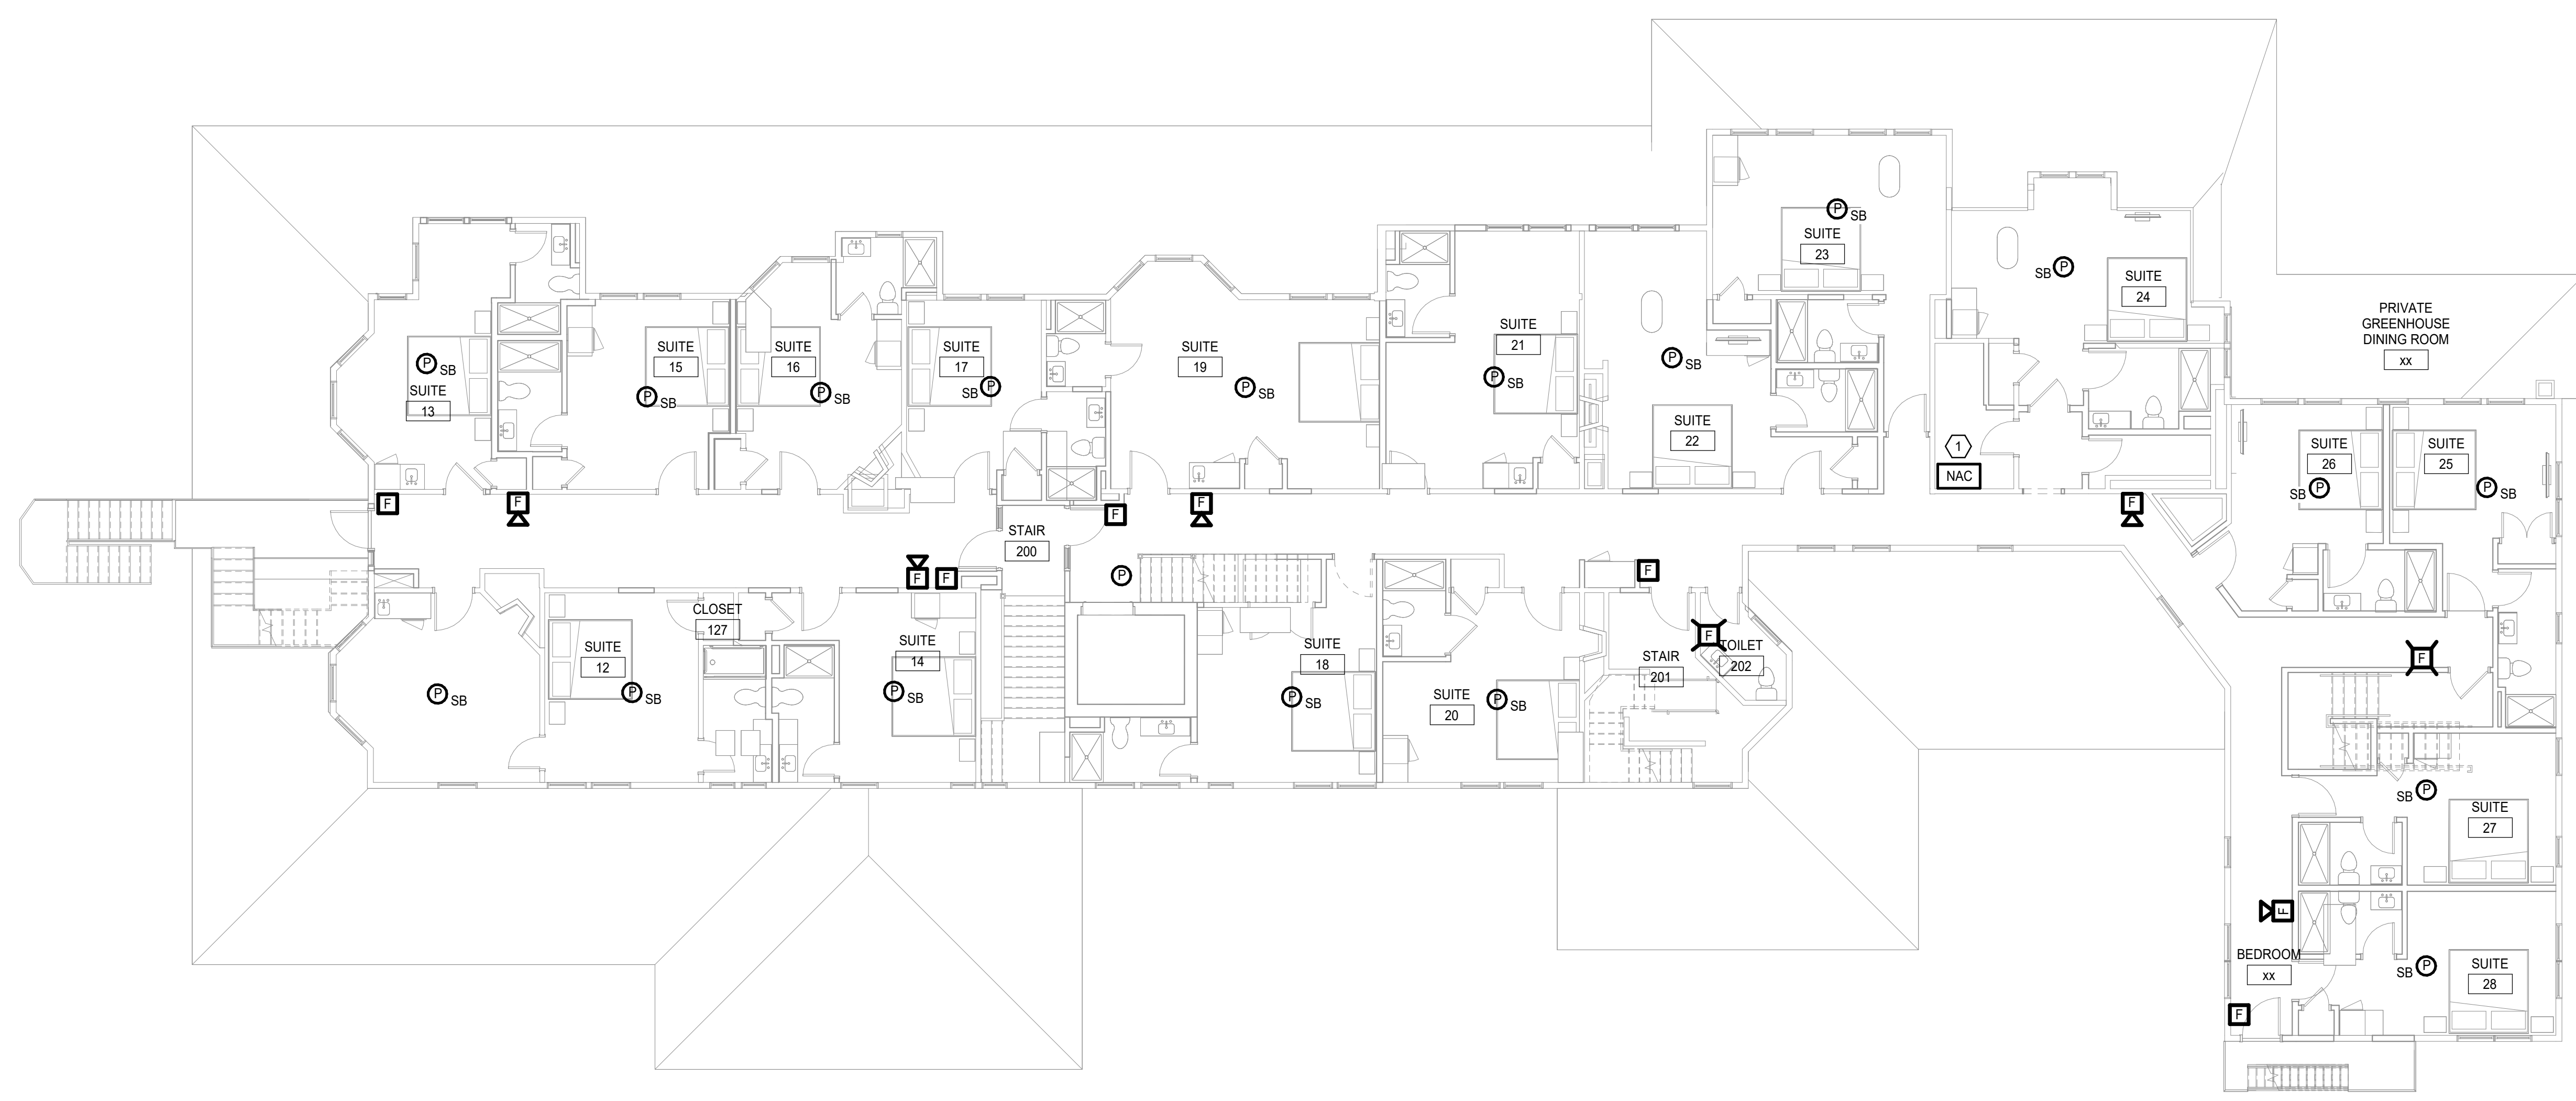 P
SB
SUITE
23
SB
P
SUITE
24
PRIVATE
GREENHOUSE
DINING ROOM
xx
P
SB
SUITE
13
SUITE
15
P
SB
SUITE
16
P
SB
SUITE
17
SB
P
SUITE
19
P
SB
SUITE
21
P
SB
P
SB
SUITE
22
1
NAC
SUITE
26
SB
P
SUITE
25
P
SB
F
F
F
F
F
STAIR
200
F
F
P
F
CLOSET
127
SUITE
12
P
SB
P
SB
SUITE
14
P
SB
SUITE
18
P
SB
SUITE
20
P
SB
STAIR
201
F
TOILET
202
F
SB
P
SUITE
27
F
BEDROOM
xx
SB
P
SUITE
28
F